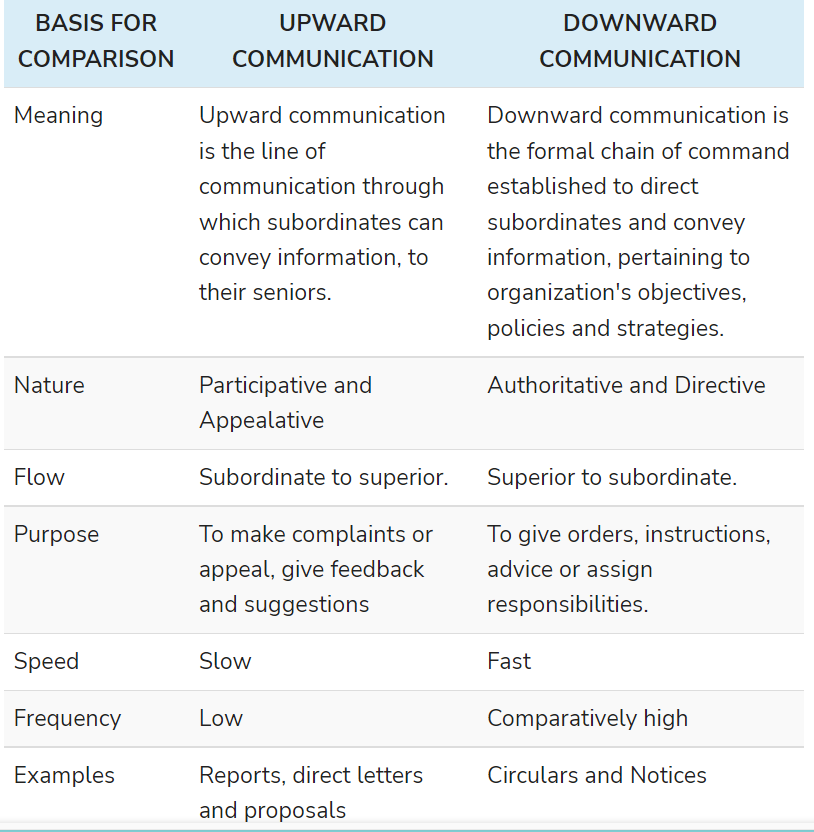 BASIS FOR
COMPARISON
UPWARD
COMMUNICATION
DOWNWARD
COMMUNICATION
Meaning
Upward communication
is the line of
communication through
which subordinates can
convey information, to
their seniors.
Downward communication is
the formal chain of command
established to direct
subordinates and convey
information, pertaining to
organization's objectives,
policies and strategies.
Nature
Participative and
Appealative
Authoritative and Directive
Flow
Subordinate to superior.
Superior to subordinate.
Purpose
To make complaints or
appeal, give feedback
and suggestions
To give orders, instructions,
advice or assign
responsibilities.
Speed
Slow
Fast
Frequency
Low
Comparatively high
Examples
Reports, direct letters
and proposals
Circulars and Notices